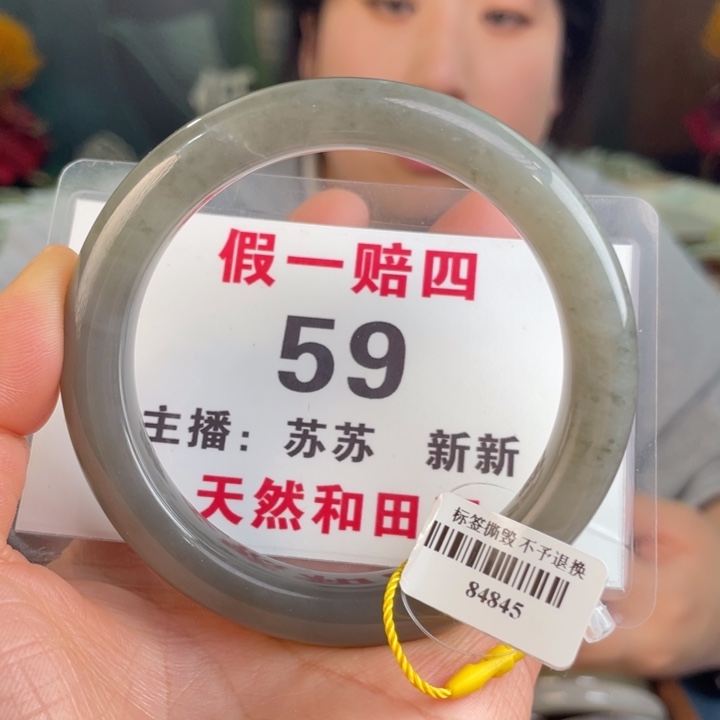 假一赔四
59
主播：苏苏 新新
天然和田
标签撕毁 不予退换
84845